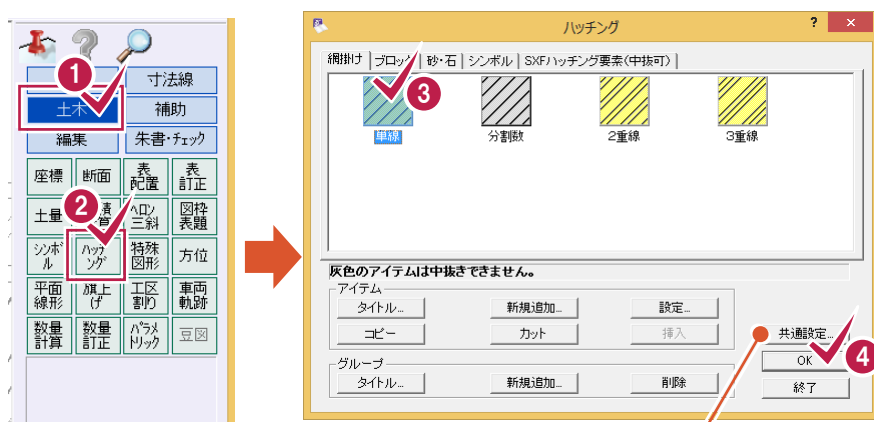 1
寸法線
土木
補助
編集
朱書・チェック
座標
断面
表
配置
表
訂正
土量
2
ヘロン
三斜
図枠
表題
シンボ
ル
ハッチ
ング
特殊
図形
方位
平面
線形
旗上
げ
工区
割り
車両
軌跡
数量
計算
数量
訂正
パラメ
トリック
豆図
ハッチング
?
×
網掛け
ブロック
砂・石
シンボル
SXFハッチング要素(中抜可)
3
単線
分割数
2重線
3重線
灰色のアイテムは中抜きできません。
アイテム
タイトル...
新規追加...
設定...
コピー
カット
挿入
グループ
タイトル...
新規追加...
削除
共通設定...
OK
4
終了